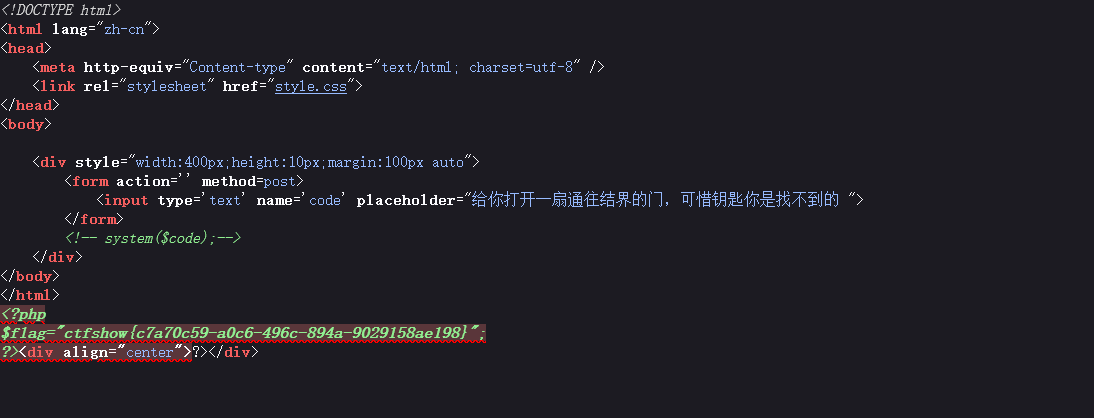 <!DOCTYPE html>
<html lang="zh-cn">
<head>
    <meta http-equiv="Content-type" content="text/html; charset=utf-8" />
    <link rel="stylesheet" href="style.css">
</head>
<body>
    <div style="width:400px;height:10px;margin:100px auto">
        <form action='' method=post>
            <input type='text' name='code' placeholder="给你打开一扇通往结界的门，可惜钥匙你是找不到的 ">
        </form>
        <!-- system($code);-->
    </div>
</body>
</html>
<?php
$flag="ctfshow{c7a70c59-a0c6-496c-894a-9029158ae198}";
?><div align="center">?></div>